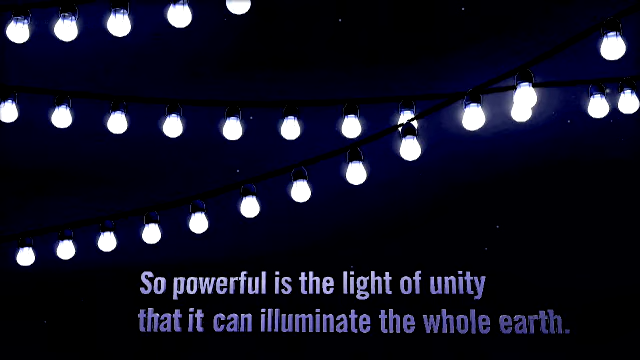 So powerful is the light of unity
that it can illuminate the whole earth.